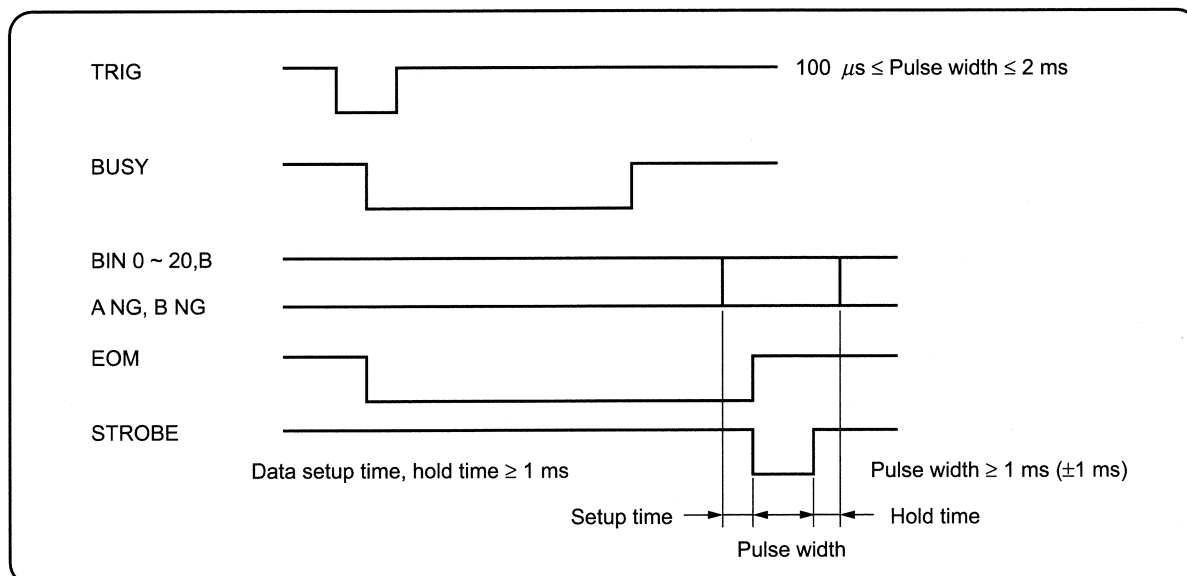 TRIG
100 μs ≤ Pulse width ≤ 2 ms
BUSY
BIN 0 ~ 20,B
A NG, B NG
EOM
STROBE
Data setup time, hold time ≥ 1 ms
Pulse width ≥ 1 ms (±1 ms)
Setup time
Hold time
Pulse width